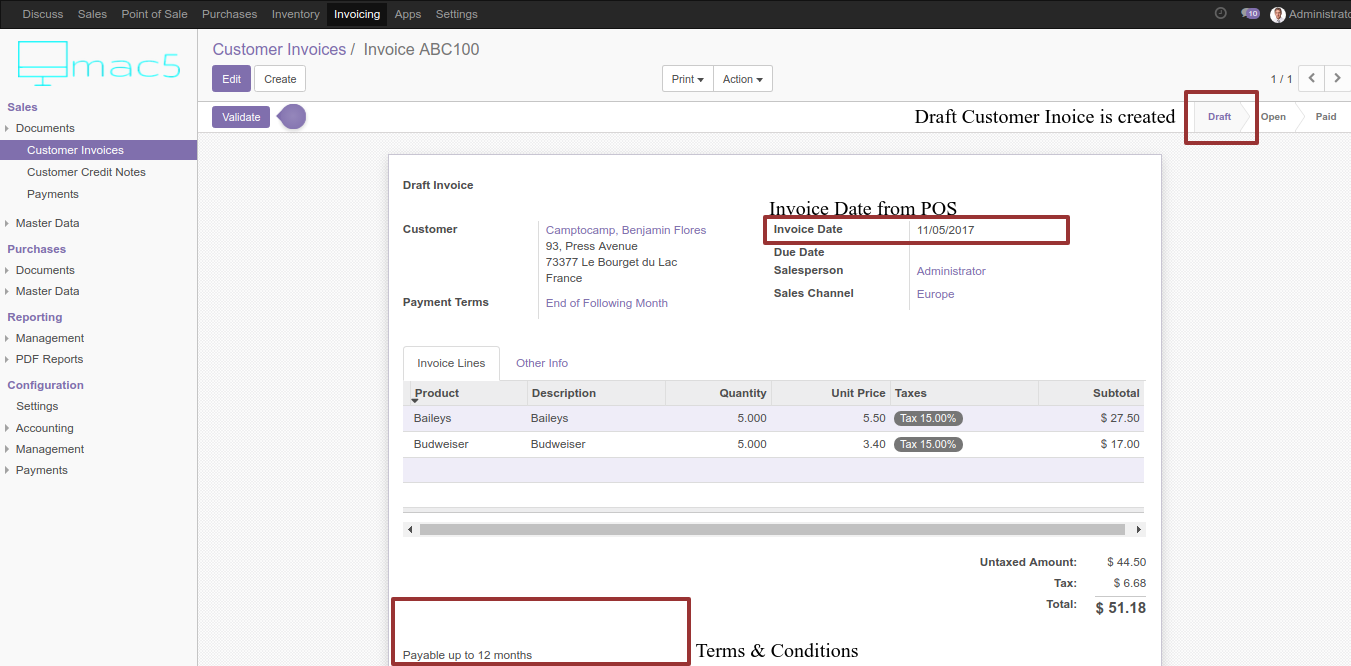 Discuss Sales Point of Sale Purchases Inventory Invoicing Apps Settings 10 Administrato
mac5
Customer Invoices / Invoice ABC100
Edit Create Print Action 1 / 1
Validate Draft Customer Inoice is created Draft Open Paid
Sales
Documents
Customer Invoices
Customer Credit Notes
Payments
Master Data
Purchases
Documents
Master Data
Reporting
Management
PDF Reports
Configuration
Settings
Accounting
Management
Payments
Draft Invoice
Invoice Date from POS
Customer Camptocamp, Benjamin Flores
93, Press Avenue
73377 Le Bourget du Lac
France
Payment Terms End of Following Month
Invoice Date 11/05/2017
Due Date
Salesperson Administrator
Sales Channel Europe
Invoice Lines Other Info
Product Description Quantity Unit Price Taxes Subtotal
Baileys Baileys 5.000 5.50 Tax 15.00% $ 27.50
Budweiser Budweiser 5.000 3.40 Tax 15.00% $ 17.00
Untaxed Amount: $ 44.50
Tax: $ 6.68
Total: $ 51.18
Payable up to 12 months Terms & Conditions